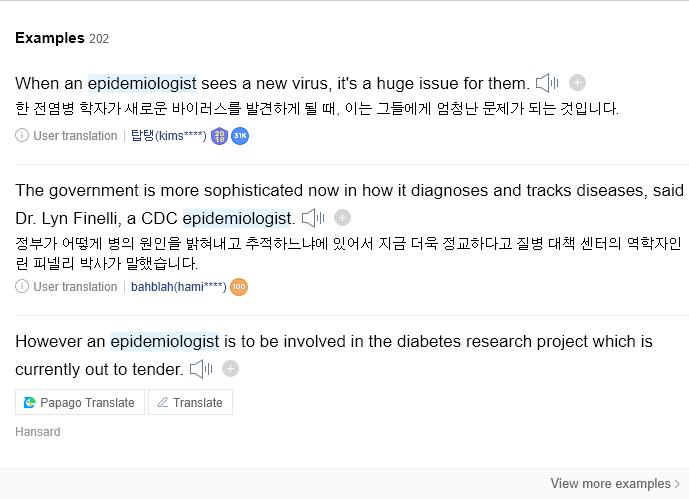 Examples 202
When an epidemiologist sees a new virus, it's a huge issue for them.
한 전염병 학자가 새로운 바이러스를 발견하게 될 때, 이는 그들에게 엄청난 문제가 되는 것입니다.
User translation | 탑탱(kims****) 2018 31K
The government is more sophisticated now in how it diagnoses and tracks diseases, said
Dr. Lyn Finelli, a CDC epidemiologist.
정부가 어떻게 병의 원인을 밝혀내고 추적하느냐에 있어서 지금 더욱 정교하다고 질병 대책 센터의 역학자인
린 피넬리 박사가 말했습니다.
User translation | bahblah(hami****) 100
However an epidemiologist is to be involved in the diabetes research project which is
currently out to tender.
Papago Translate Translate
Hansard
View more examples